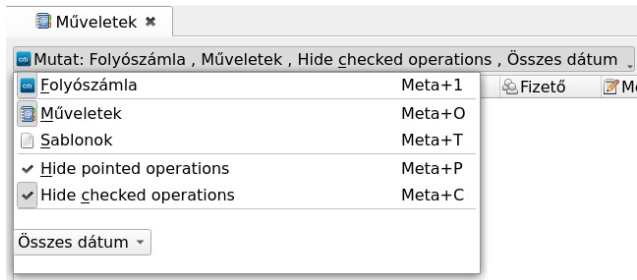 Műveletek
Mutat: Folyószámla , Műveletek , Hide checked operations , Összes dátum
Folyószámla Meta+1 Fizető
Műveletek Meta+O
Sablonok Meta+T
Hide pointed operations Meta+P
Hide checked operations Meta+C
Összes dátum